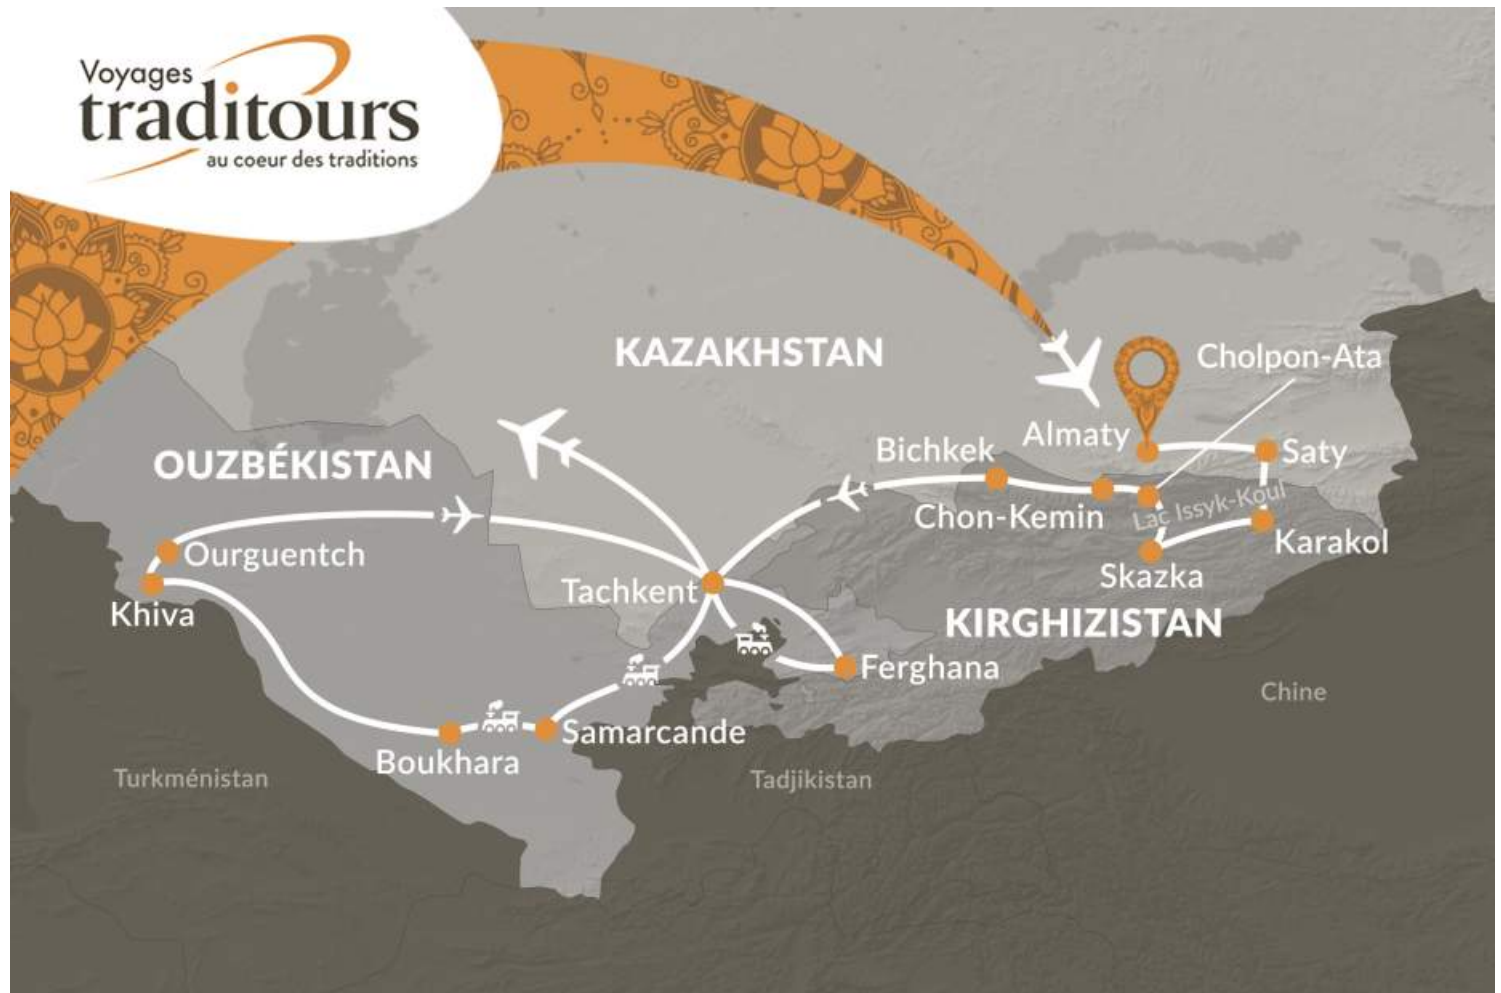 Voyages
traditours
au coeur des traditions
KAZAKHSTAN
Cholpon-Ata
Almaty
Bichkek
Saty
OUZBÉKISTAN
Lac Issyk-Koul
Chon-Kemin
Karakol
Ourguentch
Skazka
Tachkent
Khiva
KIRGHIZISTAN
Ferghana
Chine
Samarcande
Boukhara
Turkménistan
Tadjikistan